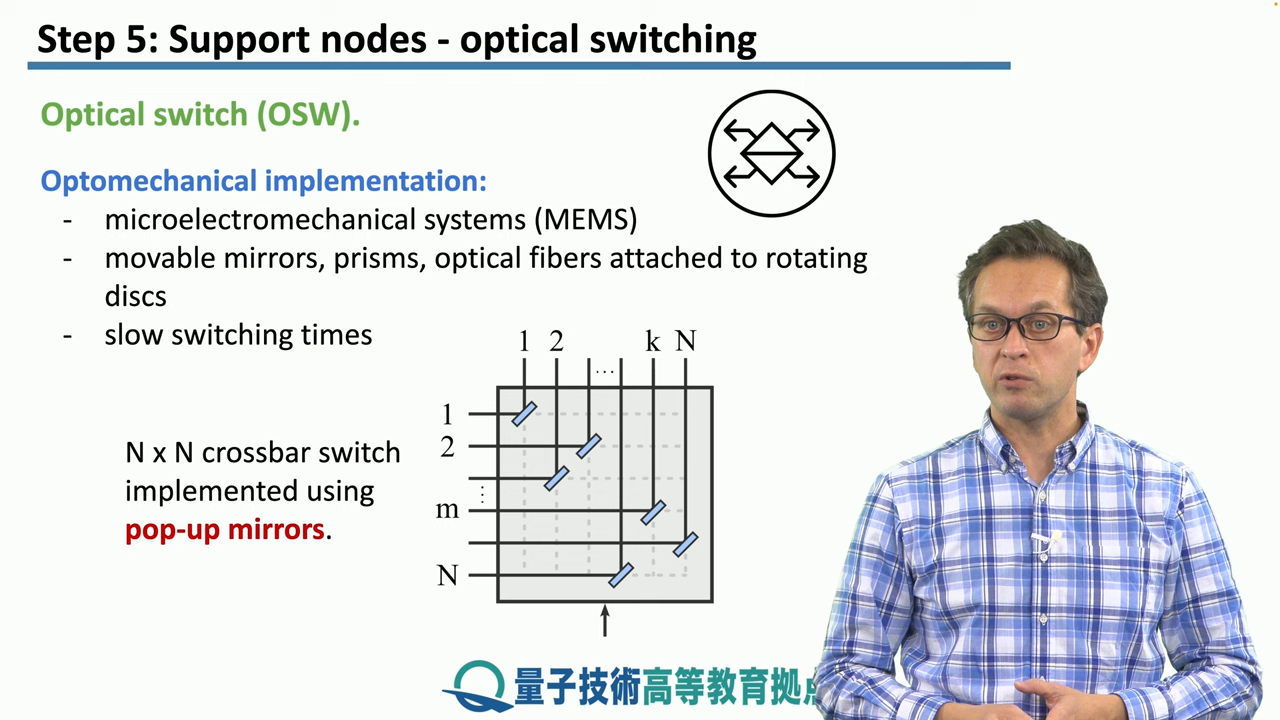 Step 5: Support nodes - optical switching
Optical switch (OSW).
Optomechanical implementation:
- microelectromechanical systems (MEMS)
- movable mirrors, prisms, optical fibers attached to rotating
discs
- slow switching times
1 2 ... k N
1
2
⋮
m
N
N x N crossbar switch
implemented using
pop-up mirrors.
量子技術高等教育拠点